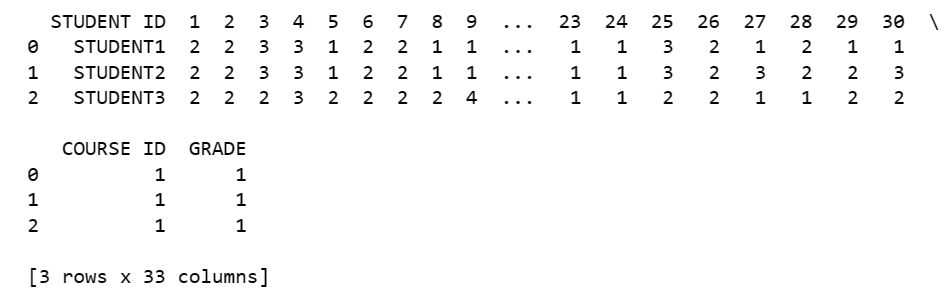 STUDENT ID 1 2 3 4 5 6 7 8 9 ... 23 24 25 26 27 28 29 30 \
0 STUDENT1 2 2 3 3 1 2 2 1 1 ... 1 1 3 2 1 2 1 1
1 STUDENT2 2 2 3 3 1 2 2 1 1 ... 1 1 3 2 3 2 2 3
2 STUDENT3 2 2 2 3 2 2 2 2 4 ... 1 1 2 2 1 1 2 2
COURSE ID GRADE
0 1 1
1 1 1
2 1 1
[3 rows x 33 columns]